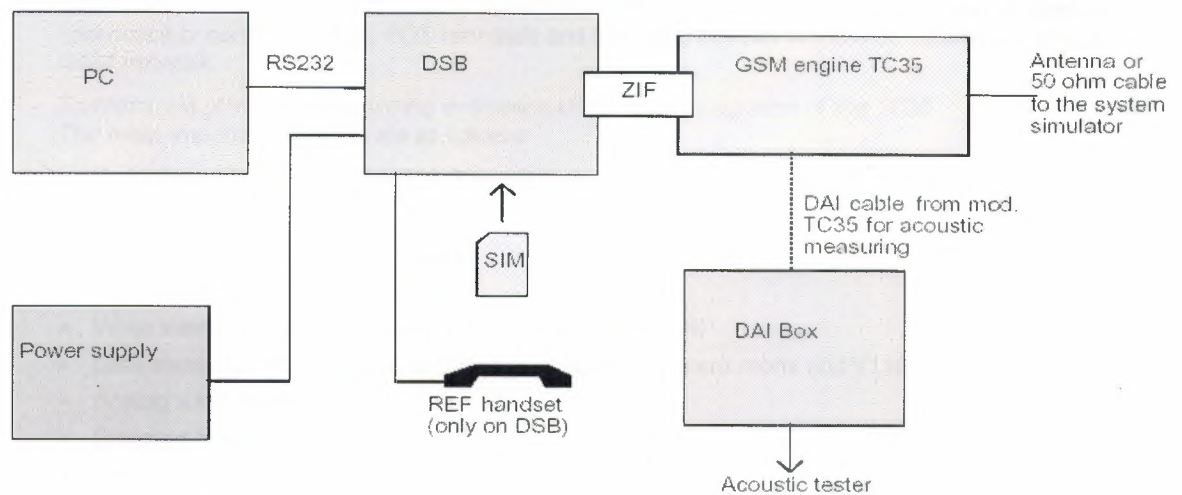 PC
RS232
DSB
ZIF
GSM engine TC35
Antenna or
50 ohm cable
to the system
simulator
DAI cable from mod.
TC35 for acoustic
measuring
SIM
Power supply
REF handset
(only on DSB)
DAI Box
Acoustic tester